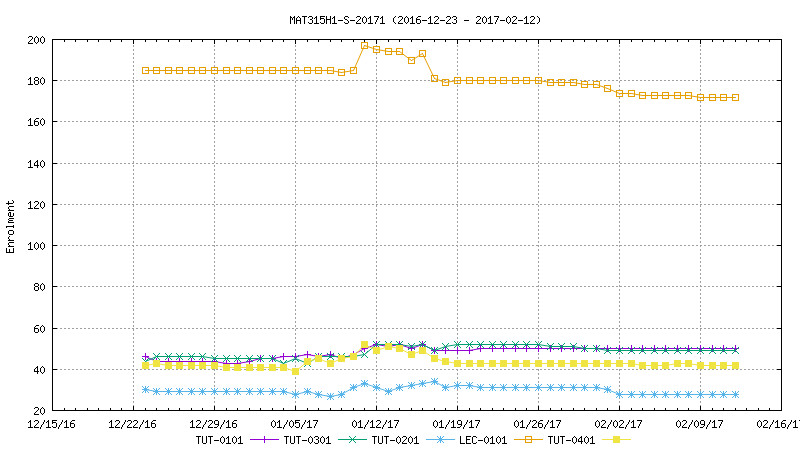 MAT315H1-S-20171 (2016-12-23 - 2017-02-12)
200
180
160
140
120
100
80
60
40
20
Enrolment
12/15/16 12/22/16 12/29/16 01/05/17 01/12/17 01/19/17 01/26/17 02/02/17 02/09/17 02/16/17
TUT-0101 TUT-0301 TUT-0201 LEC-0101 TUT-0401